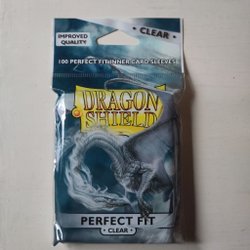 IMPROVED
QUALITY
· CLEAR ·
100 PERFECT FIT INNER CARD SLEEVES
DRAGON
SHIELD
PERFECT FIT
· CLEAR ·